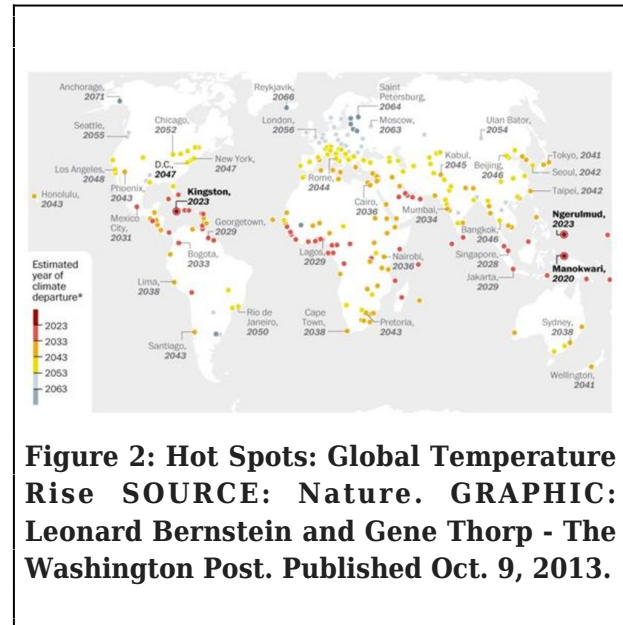 Anchorage,
2071
Reykjavik,
2066
Saint
Petersburg,
2064
Seattle,
2055
Chicago,
2052
London,
2056
Moscow,
2063
Ulan Bator,
2054
Los Angeles,
2048
D.C.,
2047
New York,
2047
Rome,
2044
Kabul,
2045
Beijing,
2046
Tokyo, 2041
Seoul, 2042
Honolulu,
2043
Phoenix,
2043
Kingston,
2023
Cairo,
2036
Mumbai,
2034
Taipei, 2042
Mexico
City,
2031
Georgetown,
2029
Bangkok,
2046
Ngerulmud,
2023
Bogota,
2033
Lagos,
2029
Nairobi,
2036
Singapore,
2028
Manokwari,
2020
Estimated
year of
climate
departure*
2023
2033
2043
2053
2063
Lima,
2038
Jakarta,
2029
Rio de
Janeiro,
2050
Cape
Town,
2038
Pretoria,
2043
Sydney,
2038
Santiago,
2043
Wellington,
2041
Figure 2: Hot Spots: Global Temperature
Rise SOURCE: Nature. GRAPHIC:
Leonard Bernstein and Gene Thorp - The
Washington Post. Published Oct. 9, 2013.